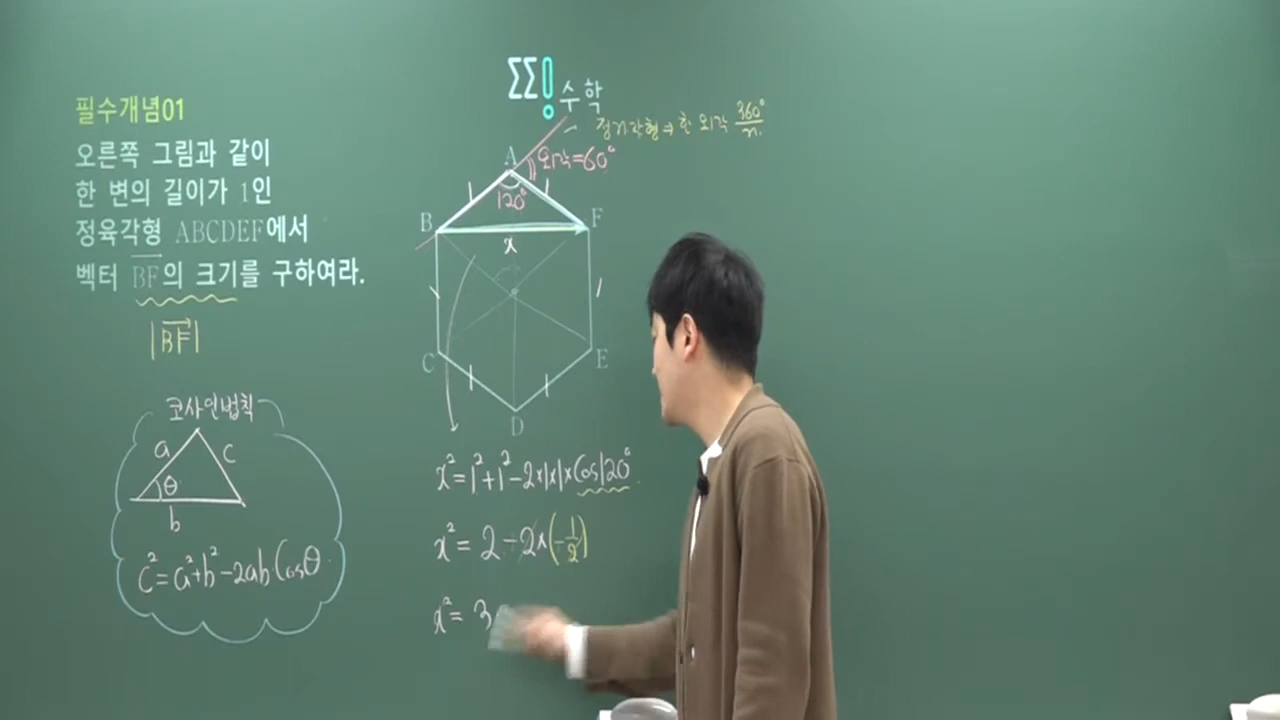 필수개념01
오른쪽 그림과 같이
한 변의 길이가 1인
정육각형 ABCDEF에서
벡터 BF의 크기를 구하여라.
|BF|
코사인법칙
a
c
θ
b
c²=a²+b²-2ab Cosθ
ΣΣ! 수학
정n각형⇒한 외각 360°/n
외각=60°
A
120°
B
F
x
C
E
D
x²=1²+1²-2×1×1×Cos120°
x²=2-2×(-1/2)
x²=3